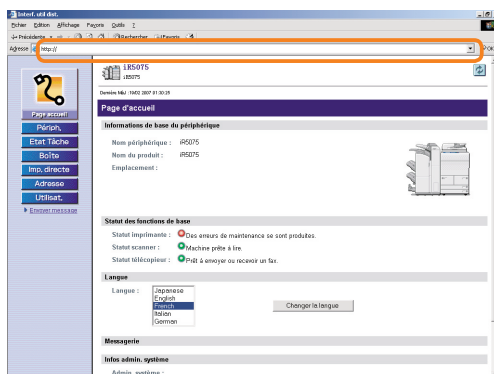 Interf. util dist.
Fichier Edition Affichage Favoris Outils ?
Précédente Rechercher Favoris
Adresse http:// OK
iR5075
iR5075
Dernière MàJ :19/02 2007 01:30:25
Page d'accueil
Page accueil
Périph.
Etat Tâche
Boîte
Imp. directe
Adresse
Utilisat.
Envoyer message
Informations de base du périphérique
Nom périphérique : iR5075
Nom du produit : iR5075
Emplacement :
Statut des fonctions de base
Statut imprimante : Des erreurs de maintenance se sont produites.
Statut scanner : Machine prête à lire.
Statut télécopieur : Prêt à envoyer ou recevoir un fax.
Langue
Langue : Japanese
English
French
Italian
German
Changer la langue
Messagerie
Infos admin. système
Admin. système :